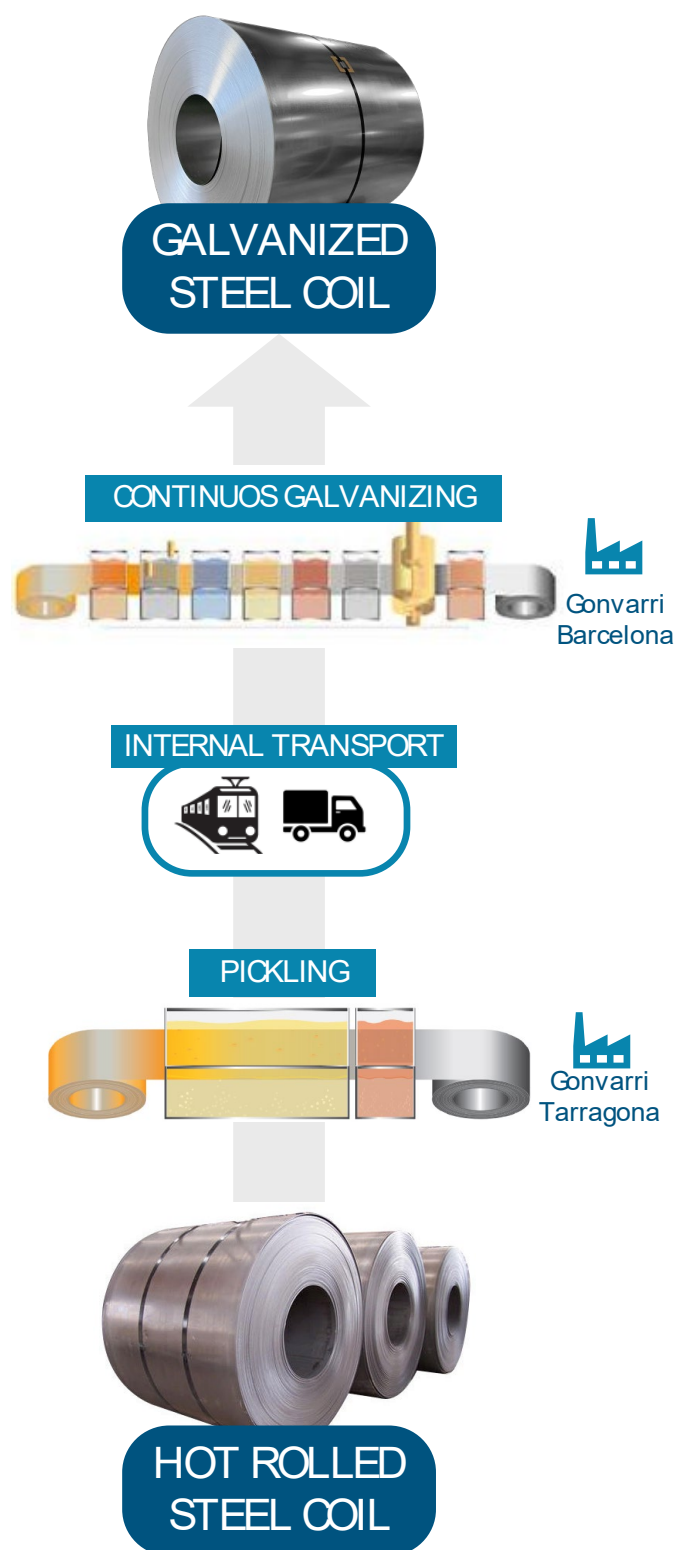 GALVANIZED
STEEL COIL
CONTINUOS GALVANIZING
Gonvarri
Barcelona
INTERNAL TRANSPORT
PICKLING
Gonvarri
Tarragona
HOT ROLLED
STEEL COIL